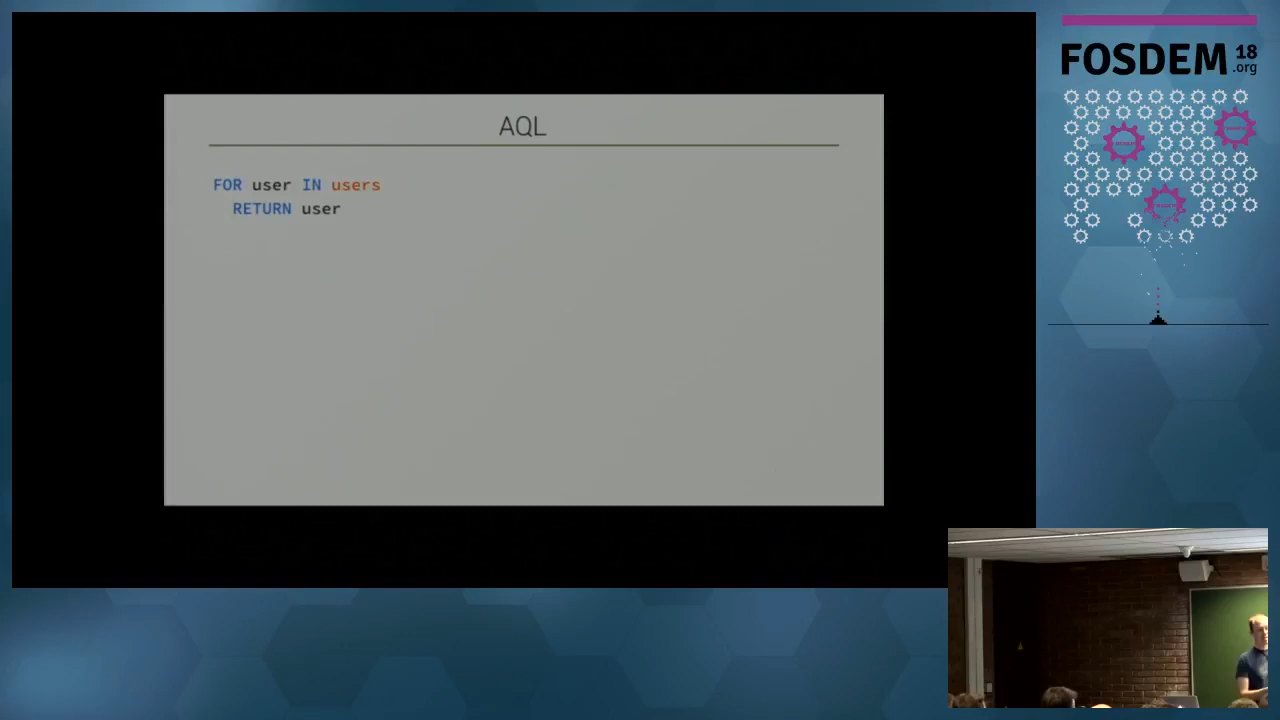 AQL
FOR user IN users
RETURN user
FOSDEM 18
.org